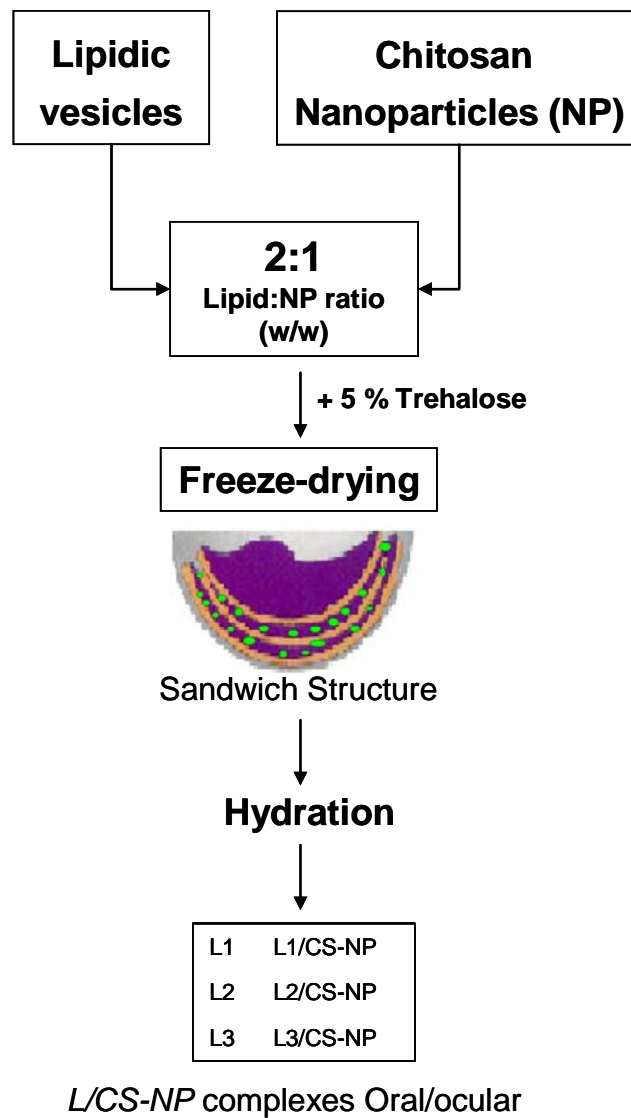 Lipidic
vesicles
Chitosan
Nanoparticles (NP)
2:1
Lipid:NP ratio
(w/w)
+ 5 % Trehalose
Freeze-drying
Sandwich Structure
Hydration
L1 L1/CS-NP
L2 L2/CS-NP
L3 L3/CS-NP
L/CS-NP complexes Oral/ocular